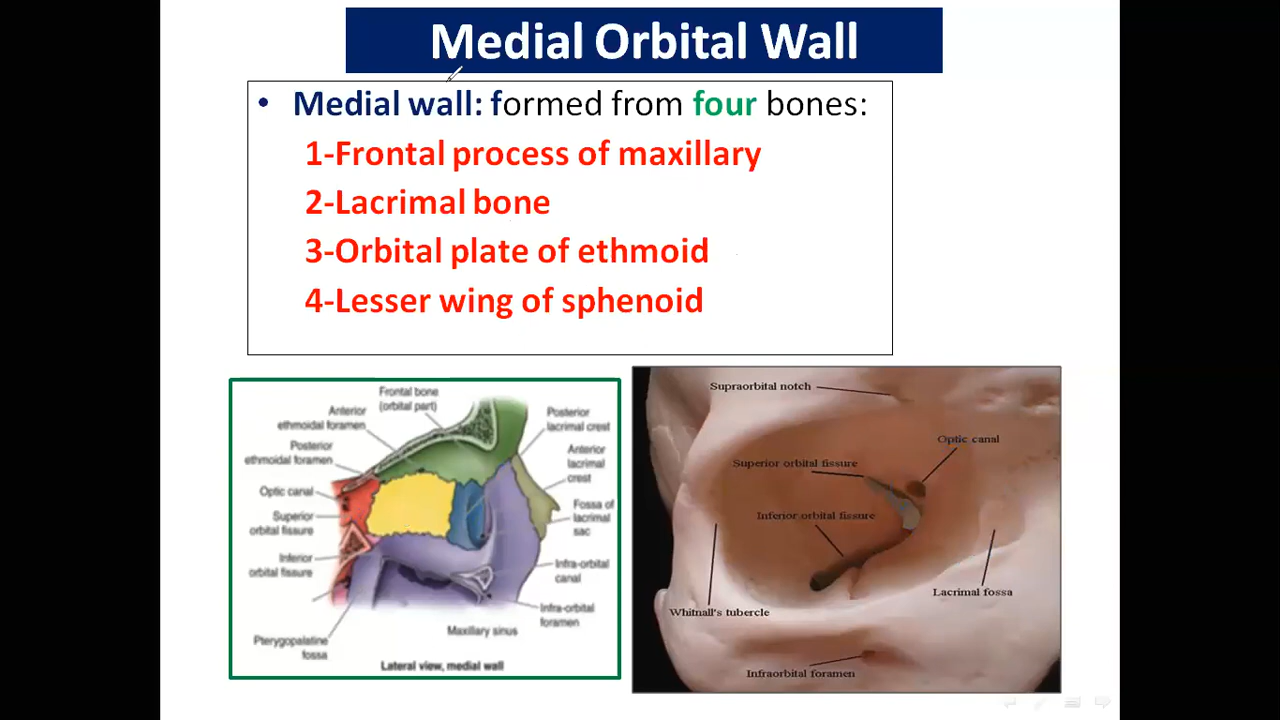 Medial Orbital Wall
• Medial wall: formed from four bones:
1-Frontal process of maxillary
2-Lacrimal bone
3-Orbital plate of ethmoid
4-Lesser wing of sphenoid
Frontal bone
(orbital part)
Anterior
ethmoidal foramen
Posterior
ethmoidal foramen
Optic canal
Superior
orbital fissure
Inferior
orbital fissure
Pterygopalatine
fossa
Posterior
lacrimal crest
Anterior
lacrimal
crest
Fossa of
lacrimal
sac
Infra-orbital
canal
Infra-orbital
foramen
Maxillary sinus
Lateral view, medial wall
Supraorbital notch
Optic canal
Superior orbital fissure
Inferior orbital fissure
Lacrimal fossa
Whitnall's tubercle
Infraorbital foramen